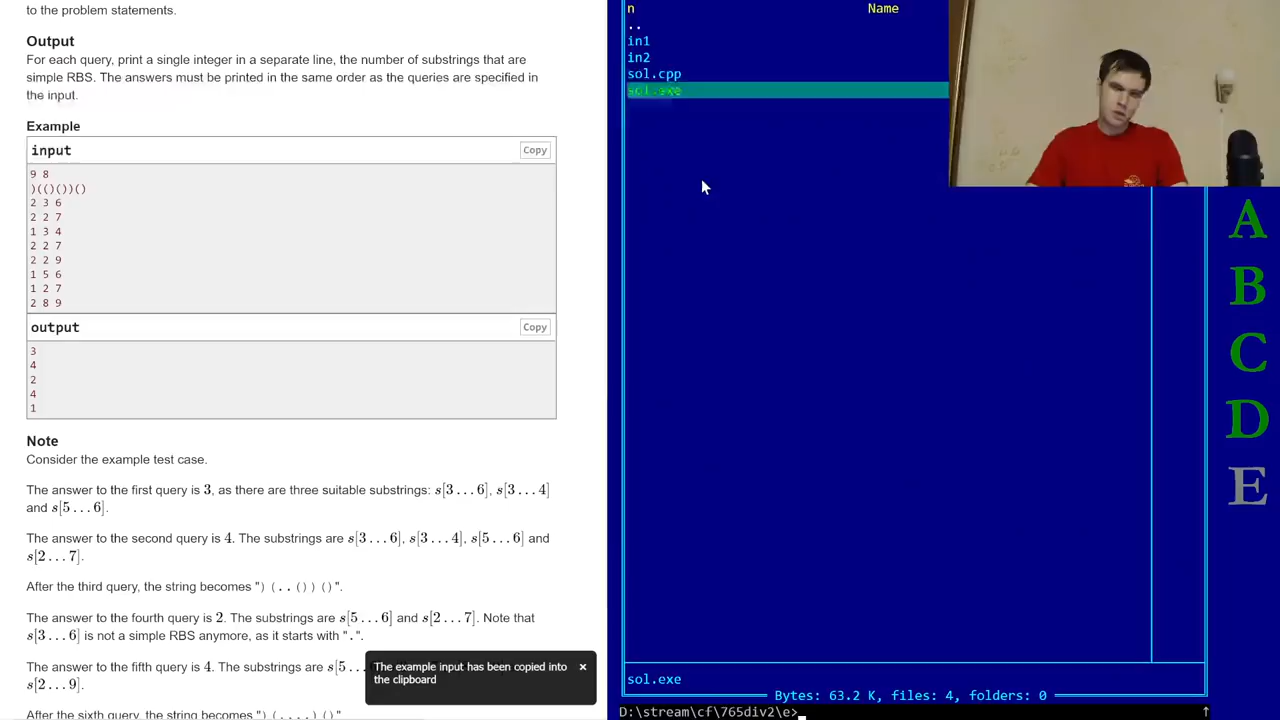 to the problem statements.
Output
For each query, print a single integer in a separate line, the number of substrings that are
simple RBS. The answers must be printed in the same order as the queries are specified in
the input.
Example
input
Copy
9 8
)(()())()
2 3 6
2 2 7
1 3 4
2 2 7
2 2 9
1 5 6
1 2 7
2 8 9
output
Copy
3
4
2
4
1
Note
Consider the example test case.
The answer to the first query is 3, as there are three suitable substrings: s[3…6], s[3…4]
and s[5…6].
The answer to the second query is 4. The substrings are s[3…6], s[3…4], s[5…6] and
s[2…7].
After the third query, the string becomes ")(..())()".
The answer to the fourth query is 2. The substrings are s[5…6] and s[2…7]. Note that
s[3…6] is not a simple RBS anymore, as it starts with ".".
The answer to the fifth query is 4. The substrings are s[5…
s[2…9].
After the sixth query, the string becomes ")(....)()".
The example input has been copied into
the clipboard
×
n Name
..
in1
in2
sol.cpp
sol.exe
sol.exe
Bytes: 63.2 K, files: 4, folders: 0
D:\stream\cf\765div2\e>
↑
A
B
C
D
E